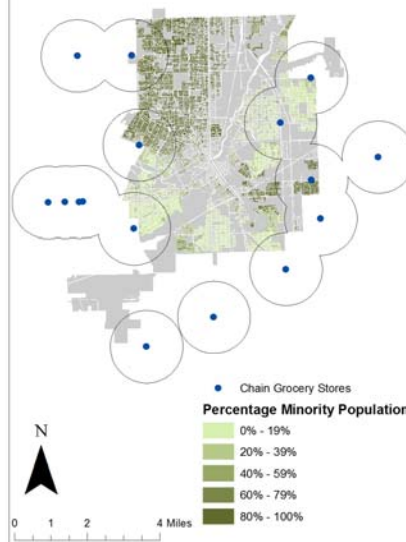 Chain Grocery Stores
Percentage Minority Population
0% - 19%
20% - 39%
40% - 59%
60% - 79%
80% - 100%
N
0 1 2 4 Miles